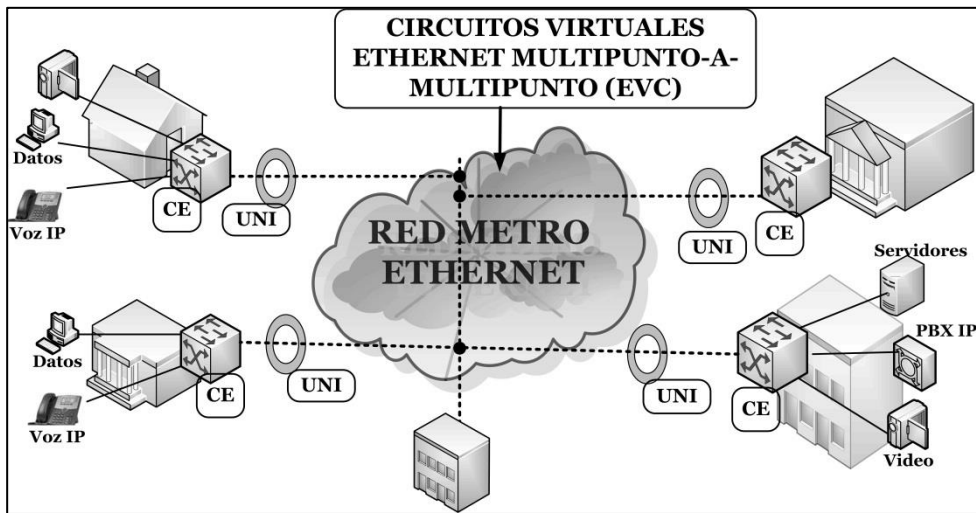 CIRCUITOS VIRTUALES
ETHERNET MULTIPUNTO-A-
MULTIPUNTO (EVC)
Datos
Voz IP
CE
UNI
RED METRO
ETHERNET
UNI
CE
Servidores
PBX IP
Video
Datos
Voz IP
CE
UNI
UNI
CE